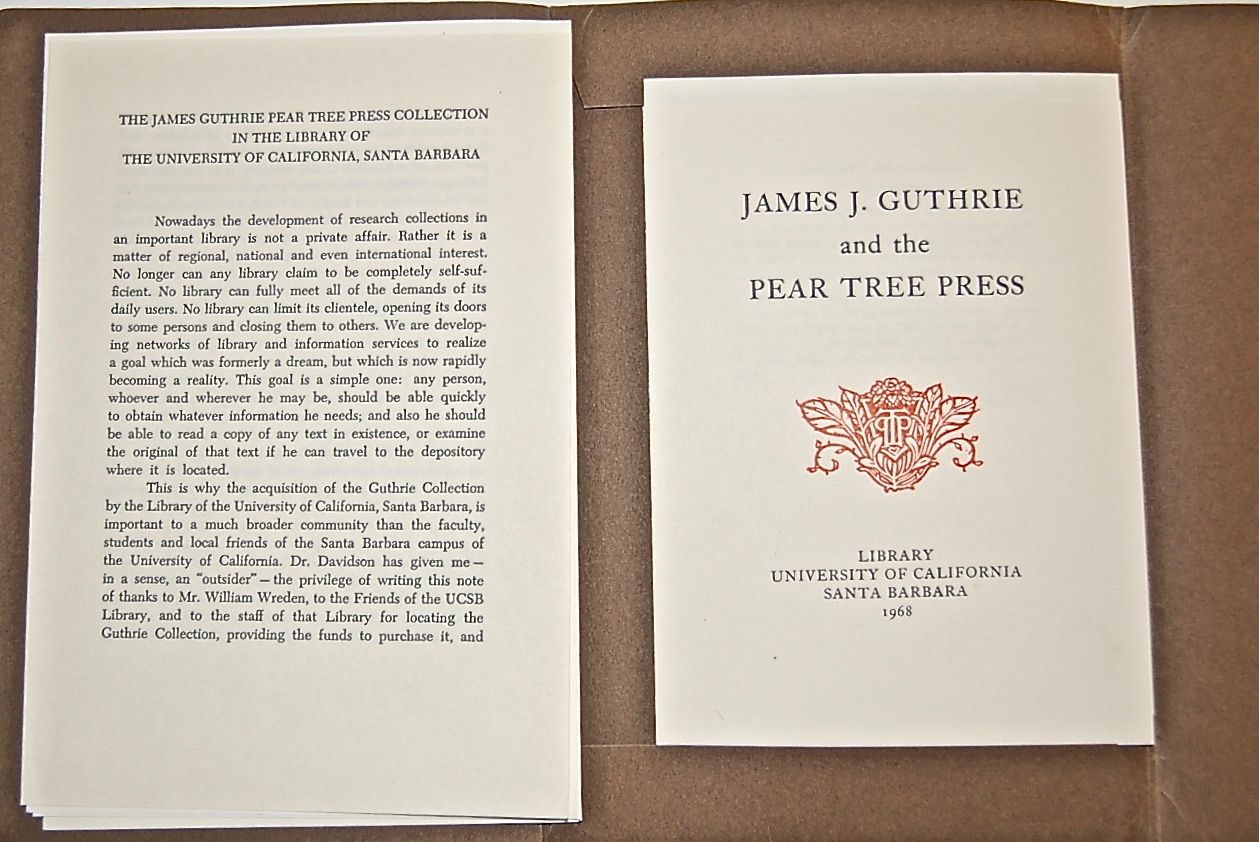 THE JAMES GUTHRIE PEAR TREE PRESS COLLECTION
IN THE LIBRARY OF
THE UNIVERSITY OF CALIFORNIA, SANTA BARBARA
Nowadays the development of research collections in
an important library is not a private affair. Rather it is a
matter of regional, national and even international interest.
No longer can any library claim to be completely self-suf-
ficient. No library can fully meet all of the demands of its
daily users. No library can limit its clientele, opening its doors
to some persons and closing them to others. We are develop-
ing networks of library and information services to realize
a goal which was formerly a dream, but which is now rapidly
becoming a reality. This goal is a simple one: any person,
whoever and wherever he may be, should be able quickly
to obtain whatever information he needs; and also he should
be able to read a copy of any text in existence, or examine
the original of that text if he can travel to the depository
where it is located.
This is why the acquisition of the Guthrie Collection
by the Library of the University of California, Santa Barbara, is
important to a much broader community than the faculty,
students and local friends of the Santa Barbara campus of
the University of California. Dr. Davidson has given me —
in a sense, an "outsider" — the privilege of writing this note
of thanks to Mr. William Wreden, to the Friends of the UCSB
Library, and to the staff of that Library for locating the
Guthrie Collection, providing the funds to purchase it, and
JAMES J. GUTHRIE
and the
PEAR TREE PRESS
PTP
LIBRARY
UNIVERSITY OF CALIFORNIA
SANTA BARBARA
1968